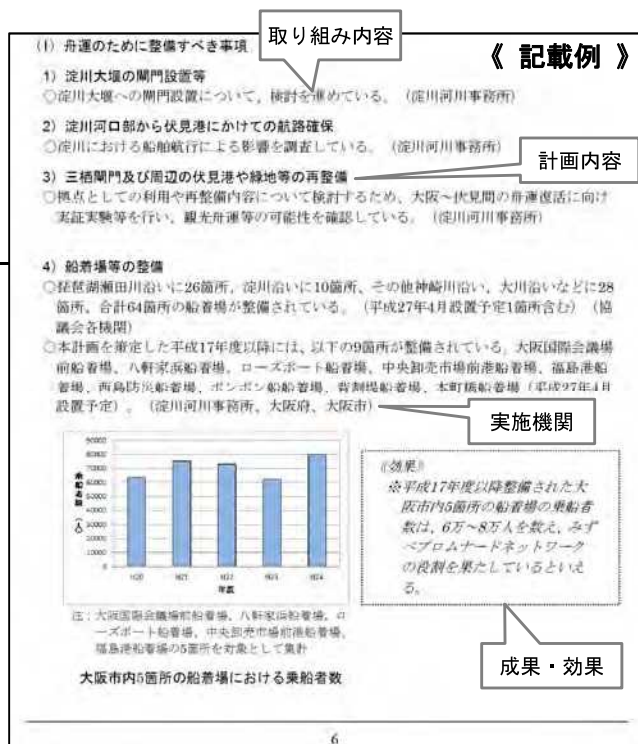 取り組み内容
《 記載例 》
(1) 舟運のために整備すべき事項
1) 淀川大堰の閘門設置等
○淀川大堰への閘門設置について，検討を進めている。（淀川河川事務所）
2) 淀川河口部から伏見港にかけての航路確保
○淀川における船舶航行による影響を調査している。（淀川河川事務所）
計画内容
3) 三栖閘門及び周辺の伏見港や緑地等の再整備
○拠点としての利用や再整備内容について検討するため、大阪～伏見間の舟運復活に向け
実証実験等を行い、観光舟運等の可能性を確認している。（淀川河川事務所）
4) 船着場等の整備
○琵琶湖瀬田川沿いに26箇所，淀川沿いに10箇所、その他神崎川沿い、大川沿いなどに28
箇所、合計64箇所の船着場が整備されている。（平成27年4月設置予定1箇所含む）（協
議会各機関）
○本計画を策定した平成17年度以降には、以下の9箇所が整備されている。大阪国際会議場
前船着場、八軒家浜船着場、ローズポート船着場、中央卸売市場前港船着場、福島港船
着場、西島防災船着場、ポンポン船船着場、背割堤船着場、本町橋船着場（平成27年4月
設置予定）。（淀川河川事務所、大阪府、大阪市）
実施機関
90000
80000
70000
60000
50000
40000
30000
20000
10000
0
乗船者数（人）
H20 H21 H22 H23 H24
年度
《効果》
※平成17年度以降整備された大
阪市内5箇所の船着場の乗船者
数は、6万～8万人を数え、みず
べプロムナードネットワーク
の役割を果たしているといえ
る。
注：大阪国際会議場前船着場、八軒家浜船着場、ロ
ーズポート船着場、中央卸売市場前港船着場、
福島港船着場の5箇所を対象として集計
成果・効果
大阪市内5箇所の船着場における乗船者数
6